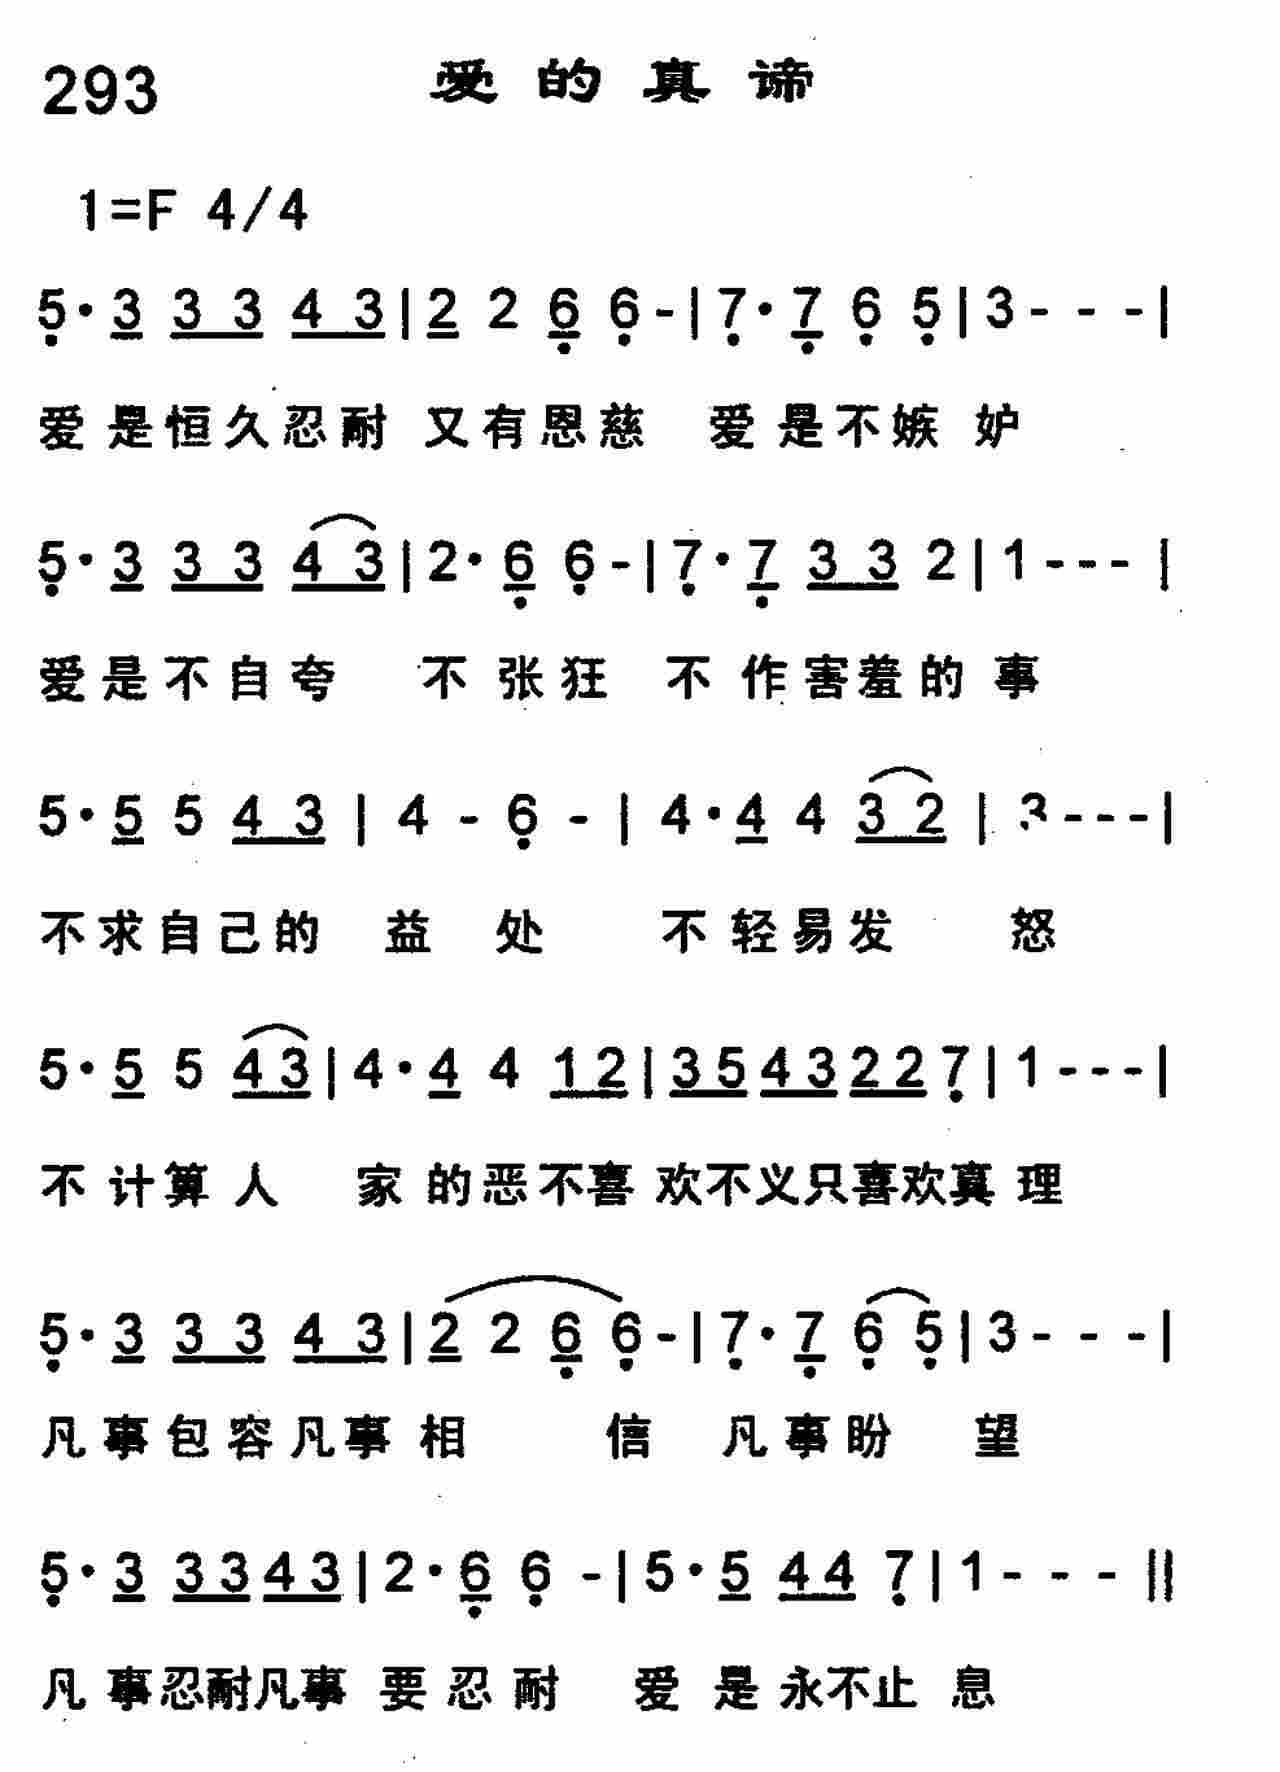 293 爱的真谛
1=F 4/4
5· 3 3 3 4 3 | 2 2 6 6 - | 7· 7 6 5 | 3 - - - |
爱是恒久忍耐 又有恩慈 爱是不嫉妒
5· 3 3 3 4 3 | 2· 6 6 - | 7· 7 3 3 2 | 1 - - - |
爱是不自夸 不张狂 不作害羞的事
5· 5 5 4 3 | 4 - 6 - | 4· 4 4 3 2 | 3 - - - |
不求自己的 益处 不轻易发怒
5· 5 5 4 3 | 4· 4 4 1 2 | 3 5 4 3 2 2 7 | 1 - - - |
不计算人 家的恶不喜欢不义只喜欢真理
5· 3 3 3 4 3 | 2 2 6 6 - | 7· 7 6 5 | 3 - - - |
凡事包容凡事相信 凡事盼望
5· 3 3 3 4 3 | 2· 6 6 - | 5· 5 4 4 7 | 1 - - - ||
凡事忍耐凡事要忍耐 爱是永不止息